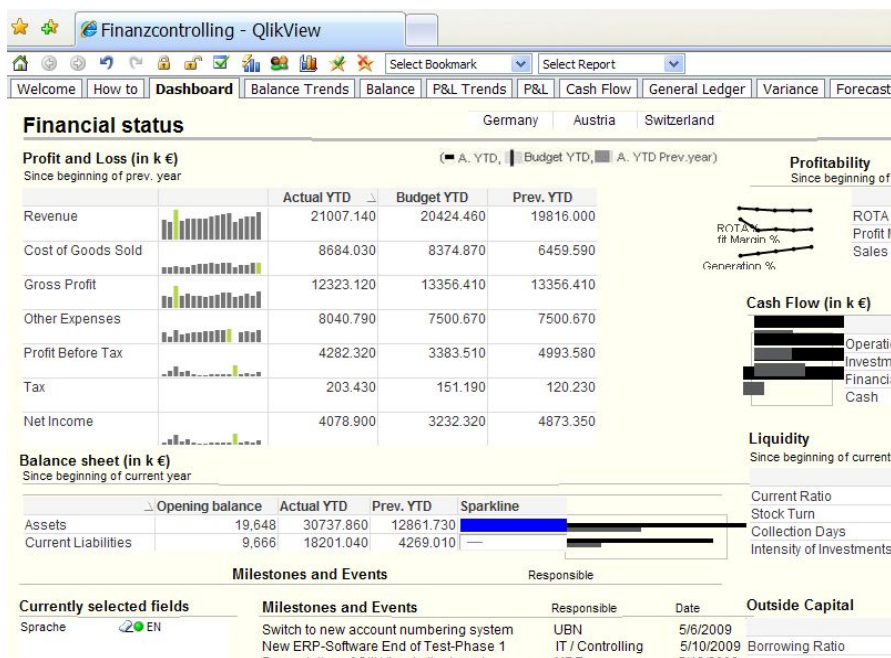 Finanzcontrolling - QlikView
Select Bookmark Select Report
Welcome How to Dashboard Balance Trends Balance P&L Trends P&L Cash Flow General Ledger Variance Forecast
Financial status
Germany Austria Switzerland
Profit and Loss (in k €)
Since beginning of prev. year
(A. YTD, Budget YTD, A. YTD Prev.year)
Actual YTD Budget YTD Prev. YTD
Revenue 21007.140 20424.460 19816.000
Cost of Goods Sold 8684.030 8374.870 6459.590
Gross Profit 12323.120 13356.410 13356.410
Other Expenses 8040.790 7500.670 7500.670
Profit Before Tax 4282.320 3383.510 4993.580
Tax 203.430 151.190 120.230
Net Income 4078.900 3232.320 4873.350
Profitability
Since beginning of
ROTA %
fit Margin %
Generation %
ROTA
Profit
Sales
Cash Flow (in k €)
Operati
Investm
Financia
Cash
Balance sheet (in k €)
Since beginning of current year
Opening balance Actual YTD Prev. YTD Sparkline
Assets 19,648 30737.860 12861.730
Current Liabilities 9,666 18201.040 4269.010
Liquidity
Since beginning of current
Current Ratio
Stock Turn
Collection Days
Intensity of Investments
Milestones and Events Responsible
Currently selected fields
Sprache EN
Milestones and Events Responsible Date
Switch to new account numbering system UBN 5/6/2009
New ERP-Software End of Test-Phase 1 IT / Controlling 5/10/2009
Outside Capital
Borrowing Ratio